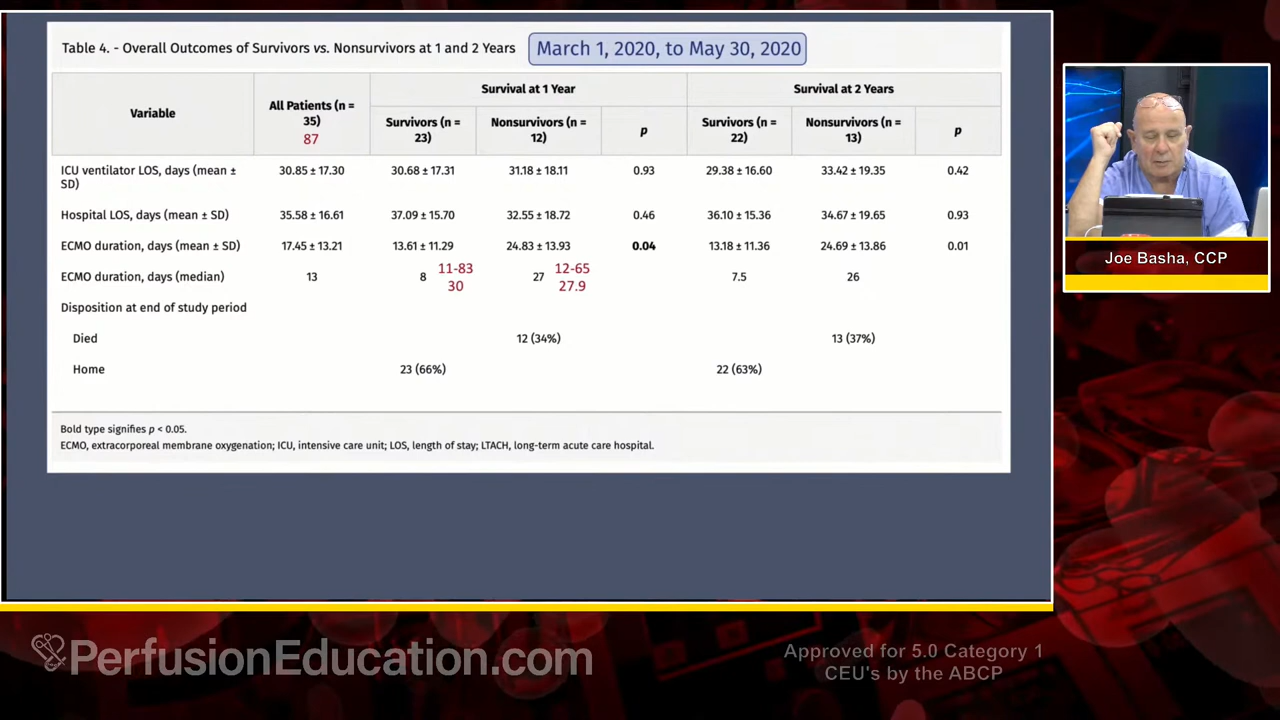 Table 4. - Overall Outcomes of Survivors vs. Nonsurvivors at 1 and 2 Years March 1, 2020, to May 30, 2020
Variable
All Patients (n =
35)
87
Survival at 1 Year
Survivors (n =
23)
Nonsurvivors (n =
12)
p
Survival at 2 Years
Survivors (n =
22)
Nonsurvivors (n =
13)
p
ICU ventilator LOS, days (mean ±
SD)
30.85 ± 17.30 30.68 ± 17.31 31.18 ± 18.11 0.93 29.38 ± 16.60 33.42 ± 19.35 0.42
Hospital LOS, days (mean ± SD) 35.58 ± 16.61 37.09 ± 15.70 32.55 ± 18.72 0.46 36.10 ± 15.36 34.67 ± 19.65 0.93
ECMO duration, days (mean ± SD) 17.45 ± 13.21 13.61 ± 11.29 24.83 ± 13.93 0.04 13.18 ± 11.36 24.69 ± 13.86 0.01
ECMO duration, days (median) 13 8 11-83 27 12-65 7.5 26
30 27.9
Disposition at end of study period
Died 12 (34%) 13 (37%)
Home 23 (66%) 22 (63%)
Bold type signifies p < 0.05.
ECMO, extracorporeal membrane oxygenation; ICU, intensive care unit; LOS, length of stay; LTACH, long-term acute care hospital.
Joe Basha, CCP
PerfusionEducation.com
Approved for 5.0 Category 1
CEU's by the ABCP